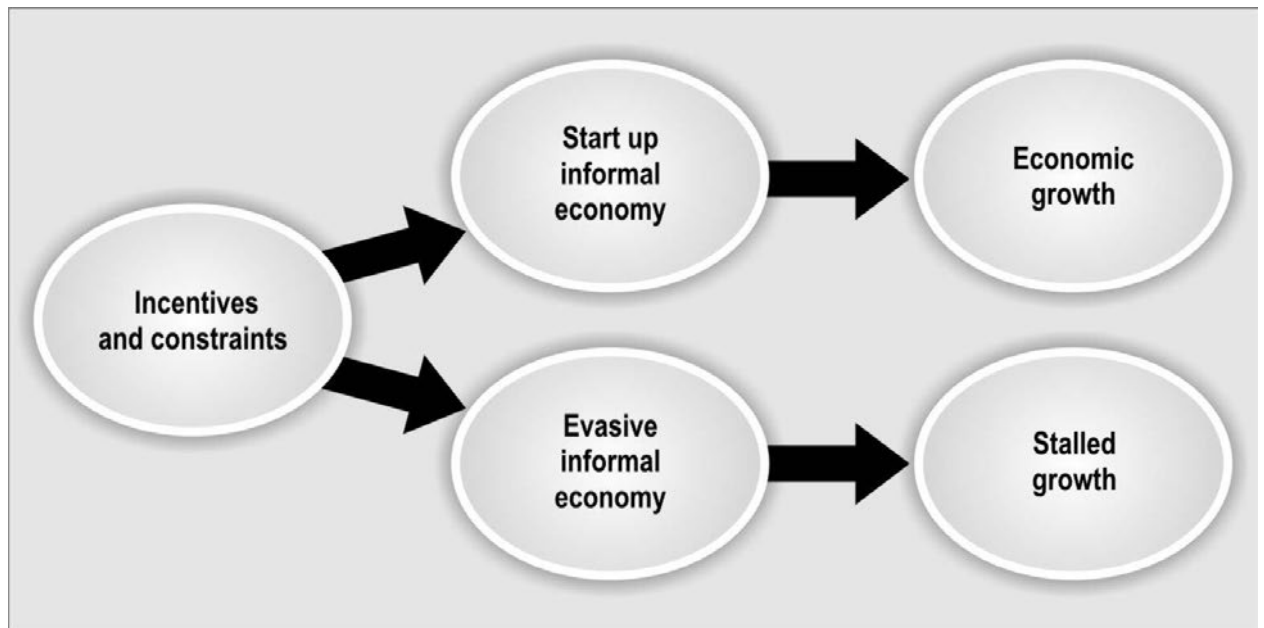 Incentives
and constraints
Start up
informal
economy
Economic
growth
Evasive
informal
economy
Stalled
growth